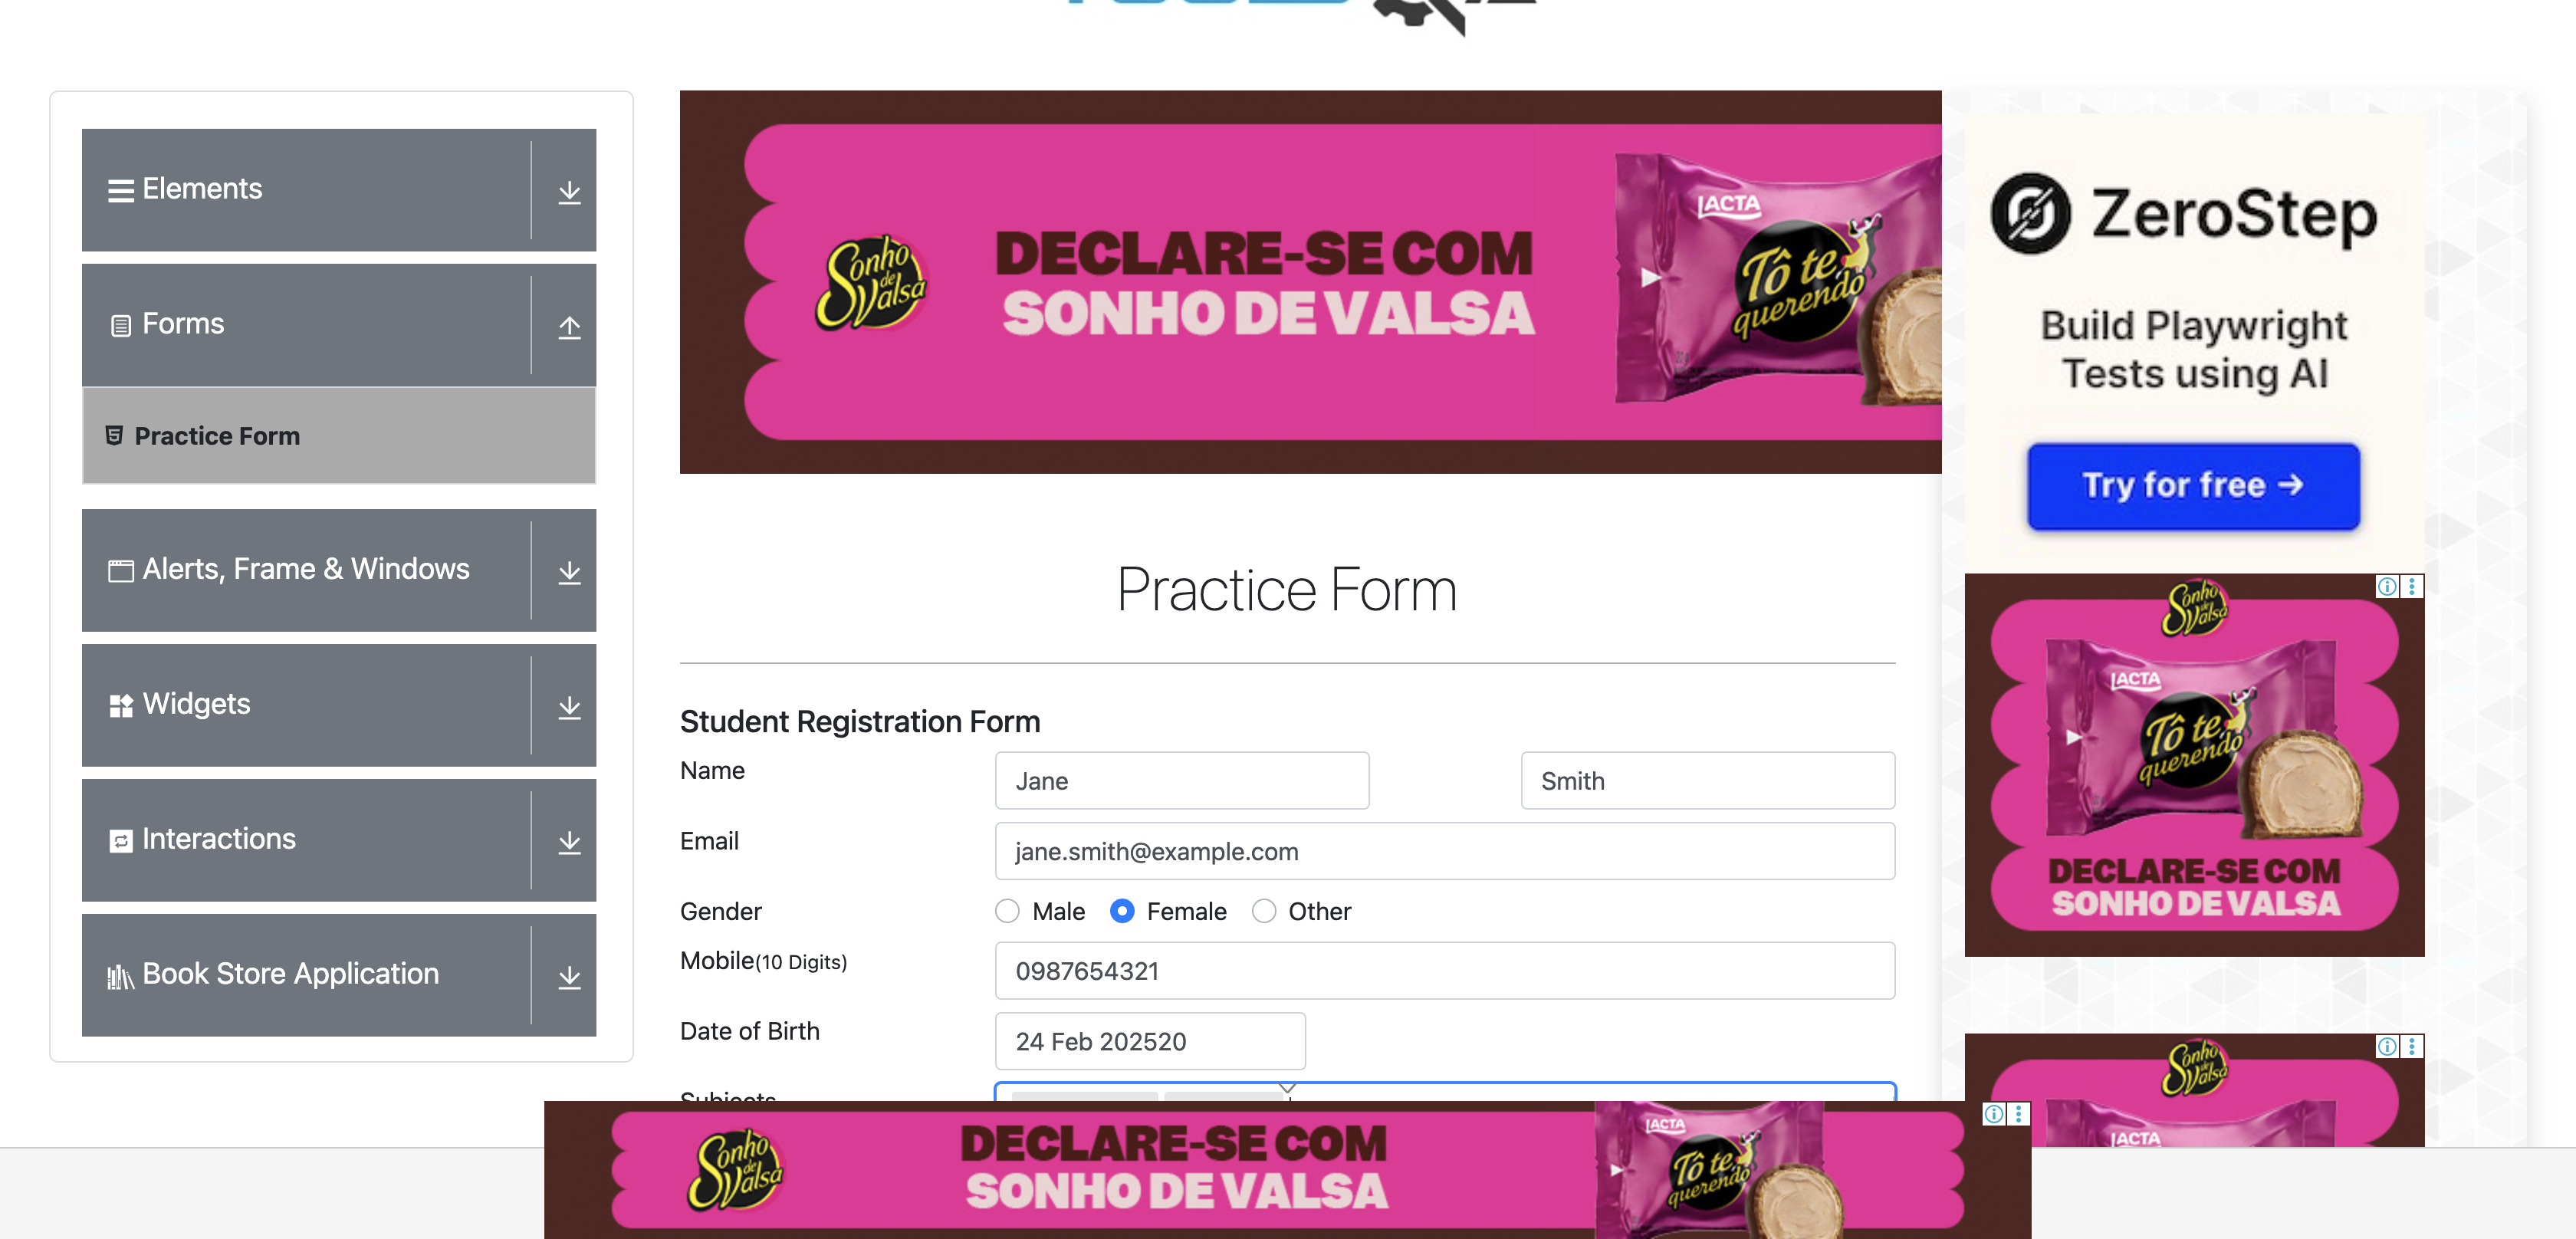 Elements
Forms
Practice Form
Alerts, Frame & Windows
Widgets
Interactions
Book Store Application
Sonho de Valsa
DECLARE-SE COM
SONHO DE VALSA
LACTA
Tô te
querendo
Practice Form
Student Registration Form
Name
Jane
Smith
Email
jane.smith@example.com
Gender
Male
Female
Other
Mobile(10 Digits)
0987654321
Date of Birth
24 Feb 202520
Subjects
ZeroStep
Build Playwright
Tests using AI
Try for free →
Sonho de Valsa
LACTA
Tô te
querendo
DECLARE-SE COM
SONHO DE VALSA
Sonho de Valsa
LACTA
Sonho de Valsa
DECLARE-SE COM
SONHO DE VALSA
LACTA
Tô te
querendo